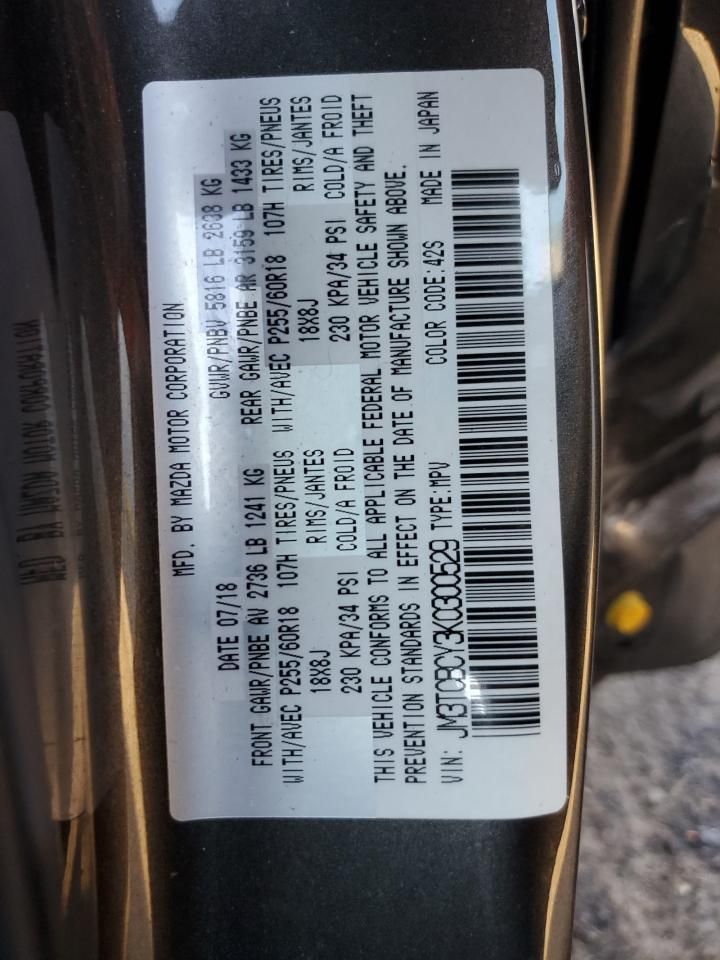 MFD. BY MAZDA MOTOR CORPORATION
DATE 07/18 GVWR/PNBV 5816 LB 2638 KG
FRONT GAWR/PNBE AV 2736 LB 1241 KG REAR GAWR/PNBE AR 3159 LB 1433 KG
WITH/AVEC P255/60R18 107H TIRES/PNEUS WITH/AVEC P255/60R18 107H TIRES/PNEUS
18X8J RIMS/JANTES 18X8J RIMS/JANTES
230 KPA/34 PSI COLD/A FROID 230 KPA/34 PSI COLD/A FROID
THIS VEHICLE CONFORMS TO ALL APPLICABLE FEDERAL MOTOR VEHICLE SAFETY AND THEFT
PREVENTION STANDARDS IN EFFECT ON THE DATE OF MANUFACTURE SHOWN ABOVE.
VIN: JM3TCBCY3K0300529 TYPE:MPV COLOR CODE:42S MADE IN JAPAN